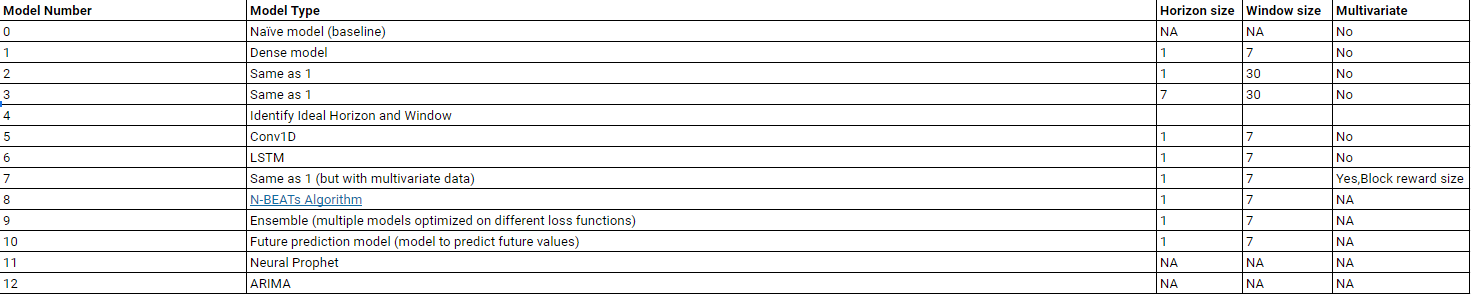 Model Number Model Type Horizon size Window size Multivariate
0 Naïve model (baseline) NA NA No
1 Dense model 1 7 No
2 Same as 1 1 30 No
3 Same as 1 7 30 No
4 Identify Ideal Horizon and Window
5 Conv1D 1 7 No
6 LSTM 1 7 No
7 Same as 1 (but with multivariate data) 1 7 Yes,Block reward size
8 N-BEATs Algorithm 1 7 NA
9 Ensemble (multiple models optimized on different loss functions) 1 7 NA
10 Future prediction model (model to predict future values) 1 7 NA
11 Neural Prophet NA NA NA
12 ARIMA NA NA NA